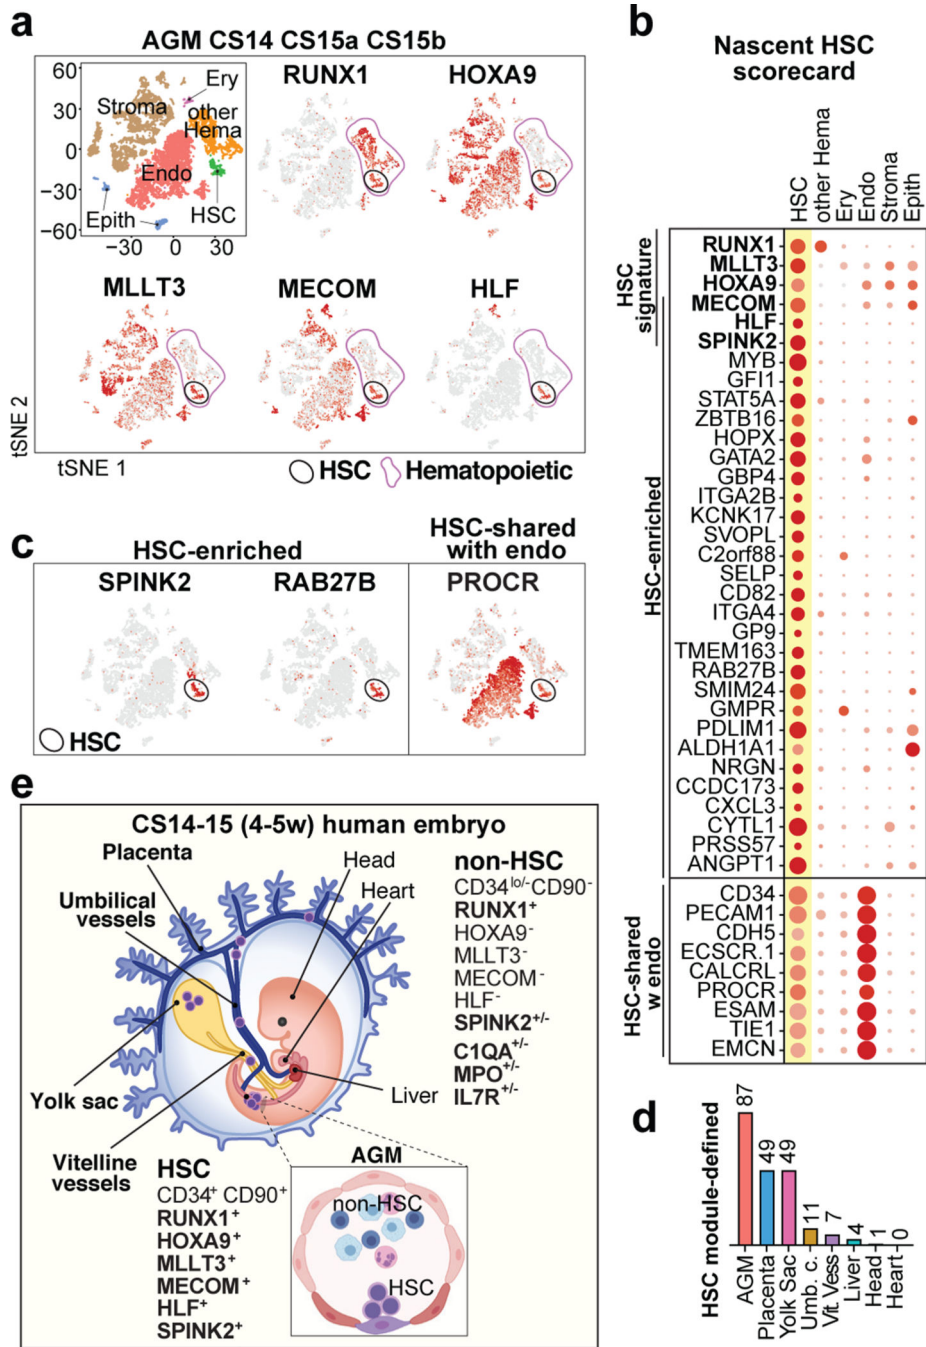 a
AGM CS14 CS15a CS15b
60
30
0
−30
−60
−30
0
30
Stroma
Ery
other
Hema
Endo
Epith
HSC
RUNX1
HOXA9
MLLT3
MECOM
HLF
tSNE 2
tSNE 1
HSC
Hematopoietic
b
Nascent HSC
scorecard
HSC
other Hema
Ery
Endo
Stroma
Epith
HSC
signature
RUNX1
MLLT3
HOXA9
MECOM
HLF
SPINK2
HSC-enriched
MYB
GFI1
STAT5A
ZBTB16
HOPX
GATA2
GBP4
ITGA2B
KCNK17
SVOPL
C2orf88
SELP
CD82
ITGA4
GP9
TMEM163
RAB27B
SMIM24
GMPR
PDLIM1
ALDH1A1
NRGN
CCDC173
CXCL3
CYTL1
PRSS57
ANGPT1
HSC-shared
w endo
CD34
PECAM1
CDH5
ECSCR.1
CALCRL
PROCR
ESAM
TIE1
EMCN
c
HSC-enriched
HSC-shared
with endo
SPINK2
RAB27B
PROCR
HSC
d
HSC module-defined
87
49
49
11
7
4
1
0
AGM
Placenta
Yolk Sac
Umb. c.
Vit. Vess
Liver
Head
Heart
e
CS14-15 (4-5w) human embryo
Placenta
Umbilical
vessels
Head
Heart
Yolk sac
Vitelline
vessels
Liver
non-HSC
CD34lo/-CD90-
RUNX1+
HOXA9-
MLLT3-
MECOM-
HLF-
SPINK2+/-
C1QA+/-
MPO+/-
IL7R+/-
HSC
CD34+ CD90+
RUNX1+
HOXA9+
MLLT3+
MECOM+
HLF+
SPINK2+
AGM
non-HSC
HSC